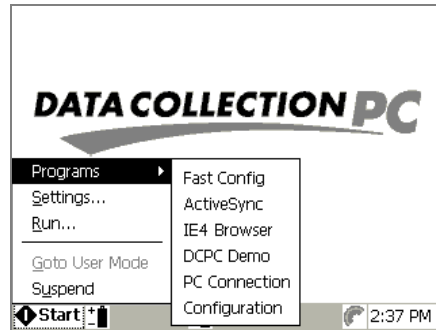 DATA COLLECTION PC
Programs
Settings...
Run...
Goto User Mode
Suspend
Fast Config
ActiveSync
IE4 Browser
DCPC Demo
PC Connection
Configuration
Start
2:37 PM